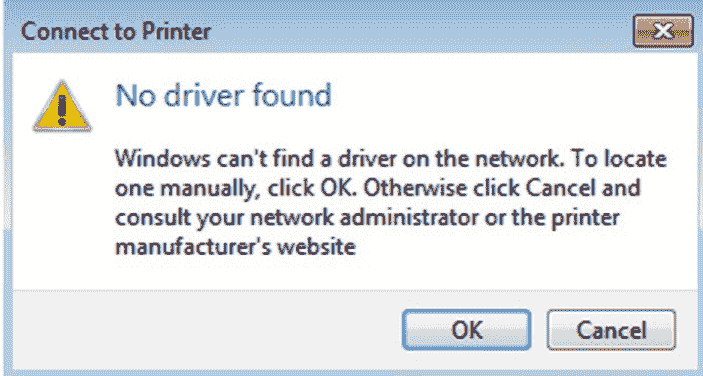 Connect to Printer
No driver found
Windows can't find a driver on the network. To locate
one manually, click OK. Otherwise click Cancel and
consult your network administrator or the printer
manufacturer's website
OK
Cancel